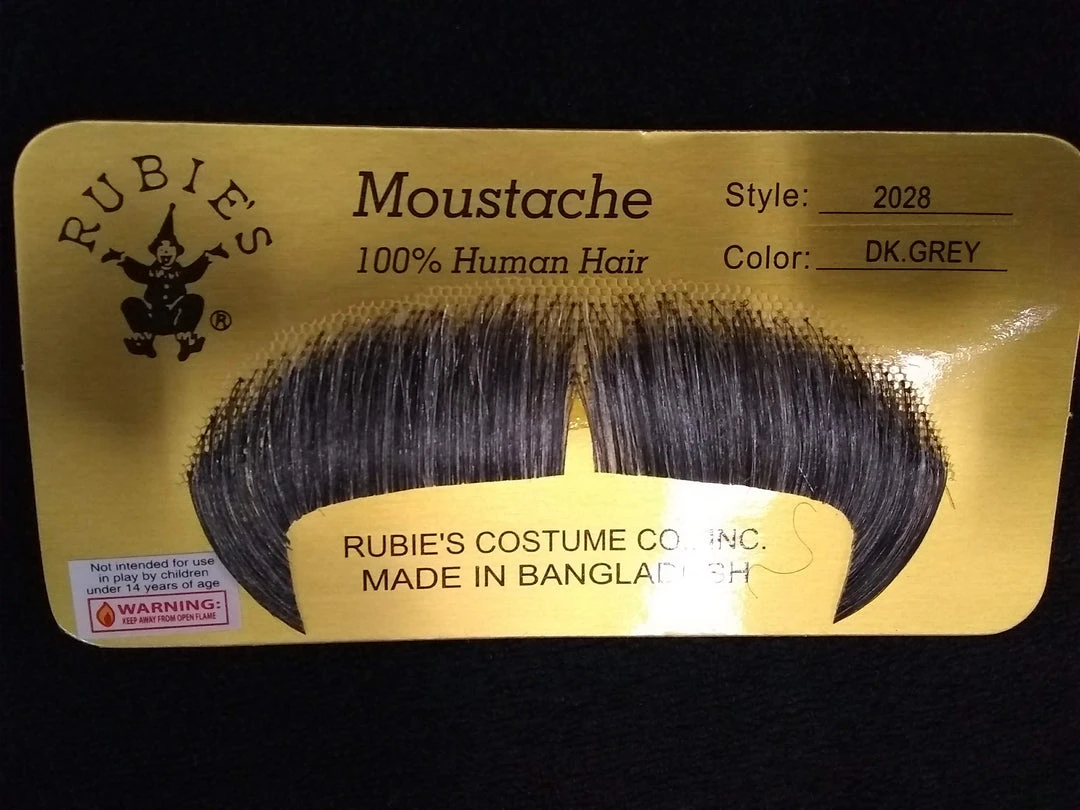 RUBIE'S
®
Moustache
100% Human Hair
Style: 2028
Color: DK.GREY
RUBIE'S COSTUME CO., INC.
MADE IN BANGLADESH
Not intended for use
in play by children
under 14 years of age
WARNING:
KEEP AWAY FROM OPEN FLAME